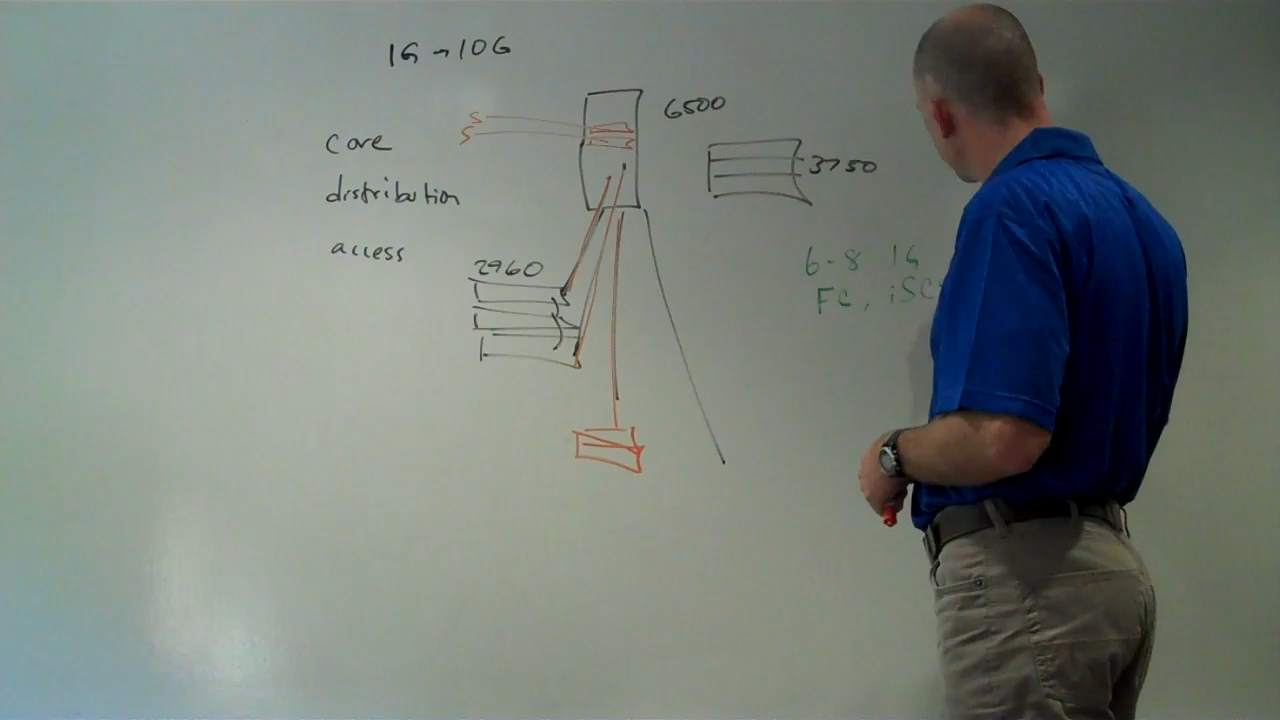 1G → 10G
6500
core
3750
distribution
access
2960
6-8 1G
FC,